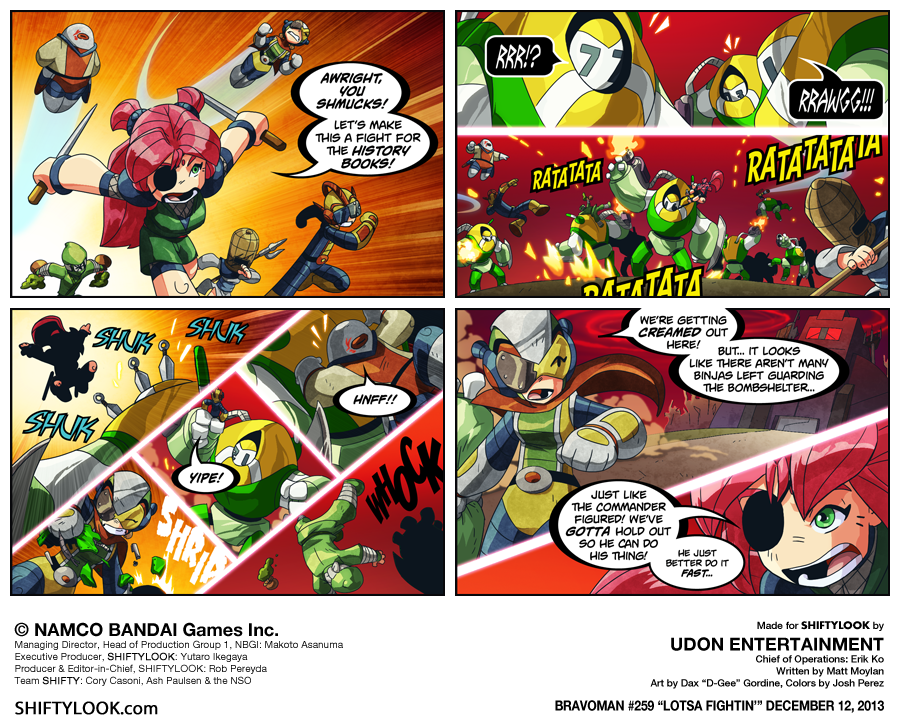 AWRIGHT,
YOU
SHMUCKS!
LET'S MAKE
THIS A FIGHT FOR
THE HISTORY
BOOKS!
RRR!?
RRAWGG!!!
RATATATA
RATATATATA
RATATATA
SHUK
SHUK
SHUK
HNFF!!
YIPE!
WHOCK
SHRIP
WE'RE GETTING
CREAMED OUT
HERE!
BUT... IT LOOKS
LIKE THERE AREN'T MANY
BINJAS LEFT GUARDING
THE BOMBSHELTER...
JUST LIKE
THE COMMANDER
FIGURED! WE'VE
GOTTA HOLD OUT
SO HE CAN DO
HIS THING!
HE JUST
BETTER DO IT
FAST...
© NAMCO BANDAI Games Inc.
Managing Director, Head of Production Group 1, NBGI: Makoto Asanuma
Executive Producer, SHIFTYLOOK: Yutaro Ikegaya
Producer & Editor-in-Chief, SHIFTYLOOK: Rob Pereyda
Team SHIFTY: Cory Casoni, Ash Paulsen & the NSO
SHIFTYLOOK.com
Made for SHIFTYLOOK by
UDON ENTERTAINMENT
Chief of Operations: Erik Ko
Written by Matt Moylan
Art by Dax "D-Gee" Gordine, Colors by Josh Perez
BRAVOMAN #259 "LOTSA FIGHTIN'" DECEMBER 12, 2013